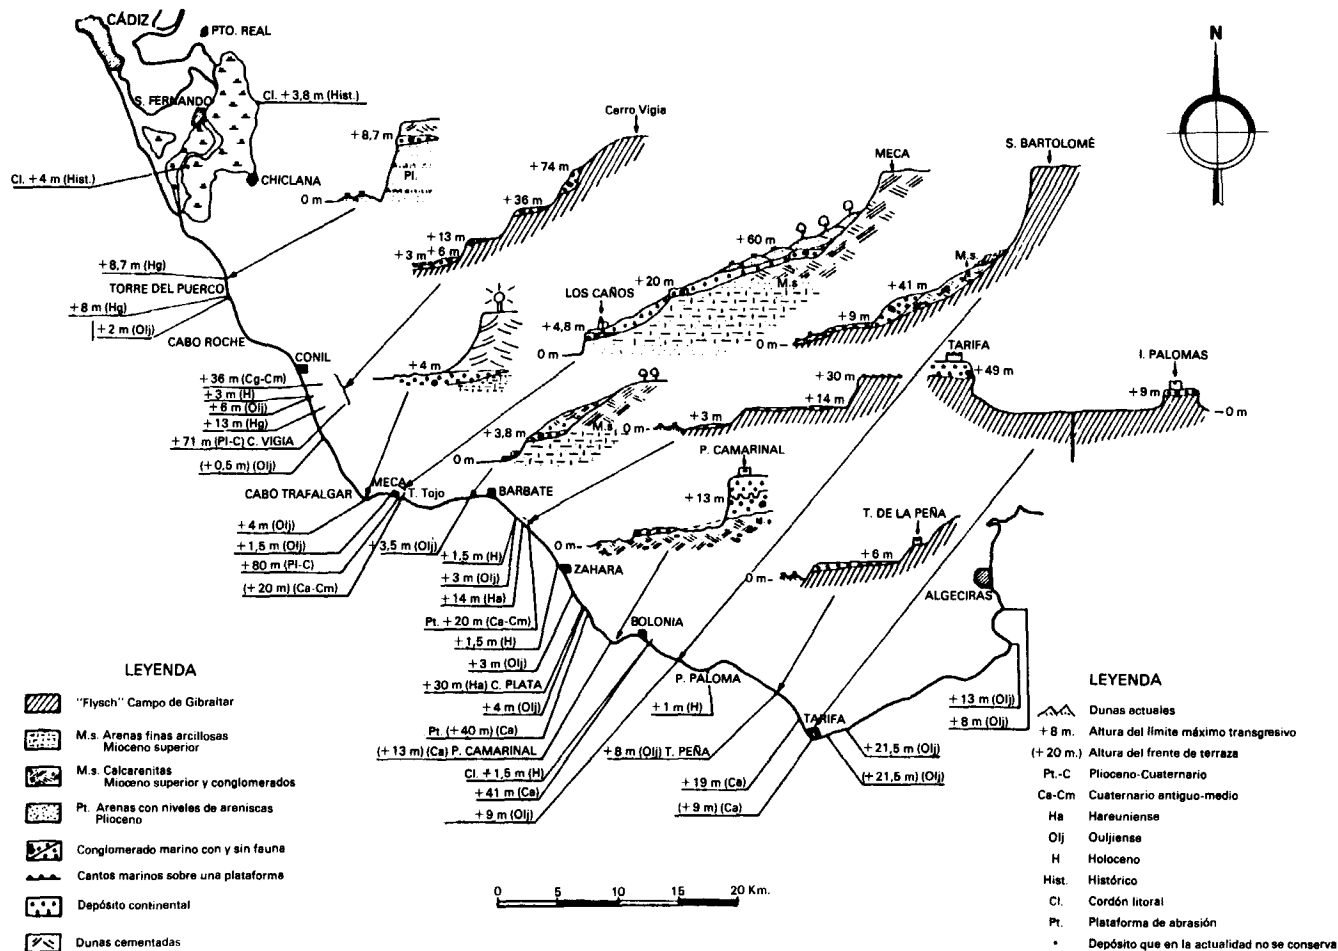 N
CÁDIZ
PTO. REAL
S. FERNANDO
Cl. +3,8 m (Hist.)
Cl. +4 m (Hist.)
CHICLANA
+8,7 m
Pl.
0 m
Cerro Vigia
+74 m
+36 m
+13 m
+6 m
+3 m
MECA
+60 m
+20 m
M.s
LOS CAÑOS
+4,8 m
0 m
S. BARTOLOMÉ
M.s.
+41 m
+9 m
0 m
TARIFA
+49 m
I. PALOMAS
+9 m
0 m
+4 m
+3,8 m
M.s.
0 m
+30 m
+14 m
+3 m
0 m
P. CAMARINAL
+13 m
0 m
T. DE LA PEÑA
+6 m
0 m
+8,7 m (Hg)
TORRE DEL PUERCO
+8 m (Hg)
+2 m (Olj)
CABO ROCHE
CONIL
+36 m (Cg-Cm)
+3 m (H)
+6 m (Olj)
+13 m (Hg)
+71 m (Pl-C) C. VIGIA
(+0,5 m) (Olj)
CABO TRAFALGAR
MECA
T. Tojo
BARBATE
+4 m (Olj)
+1,5 m (Olj)
+80 m (Pl-C)
(+20 m) (Ca-Cm)
+3,5 m (Olj)
+1,5 m (H)
+3 m (Olj)
+14 m (Ha)
Pt. +20 m (Ca-Cm)
ZAHARA
+1,5 m (H)
+3 m (Olj)
+30 m (Ha) C. PLATA
+4 m (Olj)
Pt. (+40 m) (Ca)
(+13 m) (Ca) P. CAMARINAL
Cl. +1,5 m (H)
+41 m (Ca)
+9 m (Olj)
BOLONIA
P. PALOMA
+1 m (H)
+8 m (Olj) T. PEÑA
+19 m (Ca)
(+9 m) (Ca)
TARIFA
+21,5 m (Olj)
(+21,5 m) (Olj)
ALGECIRAS
+13 m (Olj)
+8 m (Olj)
LEYENDA
"Flysch" Campo de Gibraltar
M.s. Arenas finas arcillosas
Mioceno superior
M.s. Calcarenitas
Mioceno superior y conglomerados
Pt. Arenas con niveles de areniscas
Plioceno
Conglomerado marino con y sin fauna
Cantos marinos sobre una plataforma
Depósito continental
Dunas cementadas
0 5 10 15 20 Km.
LEYENDA
Dunas actuales
+8 m. Altura del límite máximo transgresivo
(+20 m.) Altura del frente de terraza
Pt.-C Plioceno-Cuaternario
Ca-Cm Cuaternario antiguo-medio
Ha Hareuniense
Olj Ouljiense
H Holoceno
Hist. Histórico
Cl. Cordón litoral
Pt. Plataforma de abrasión
• Depósito que en la actualidad no se conserva